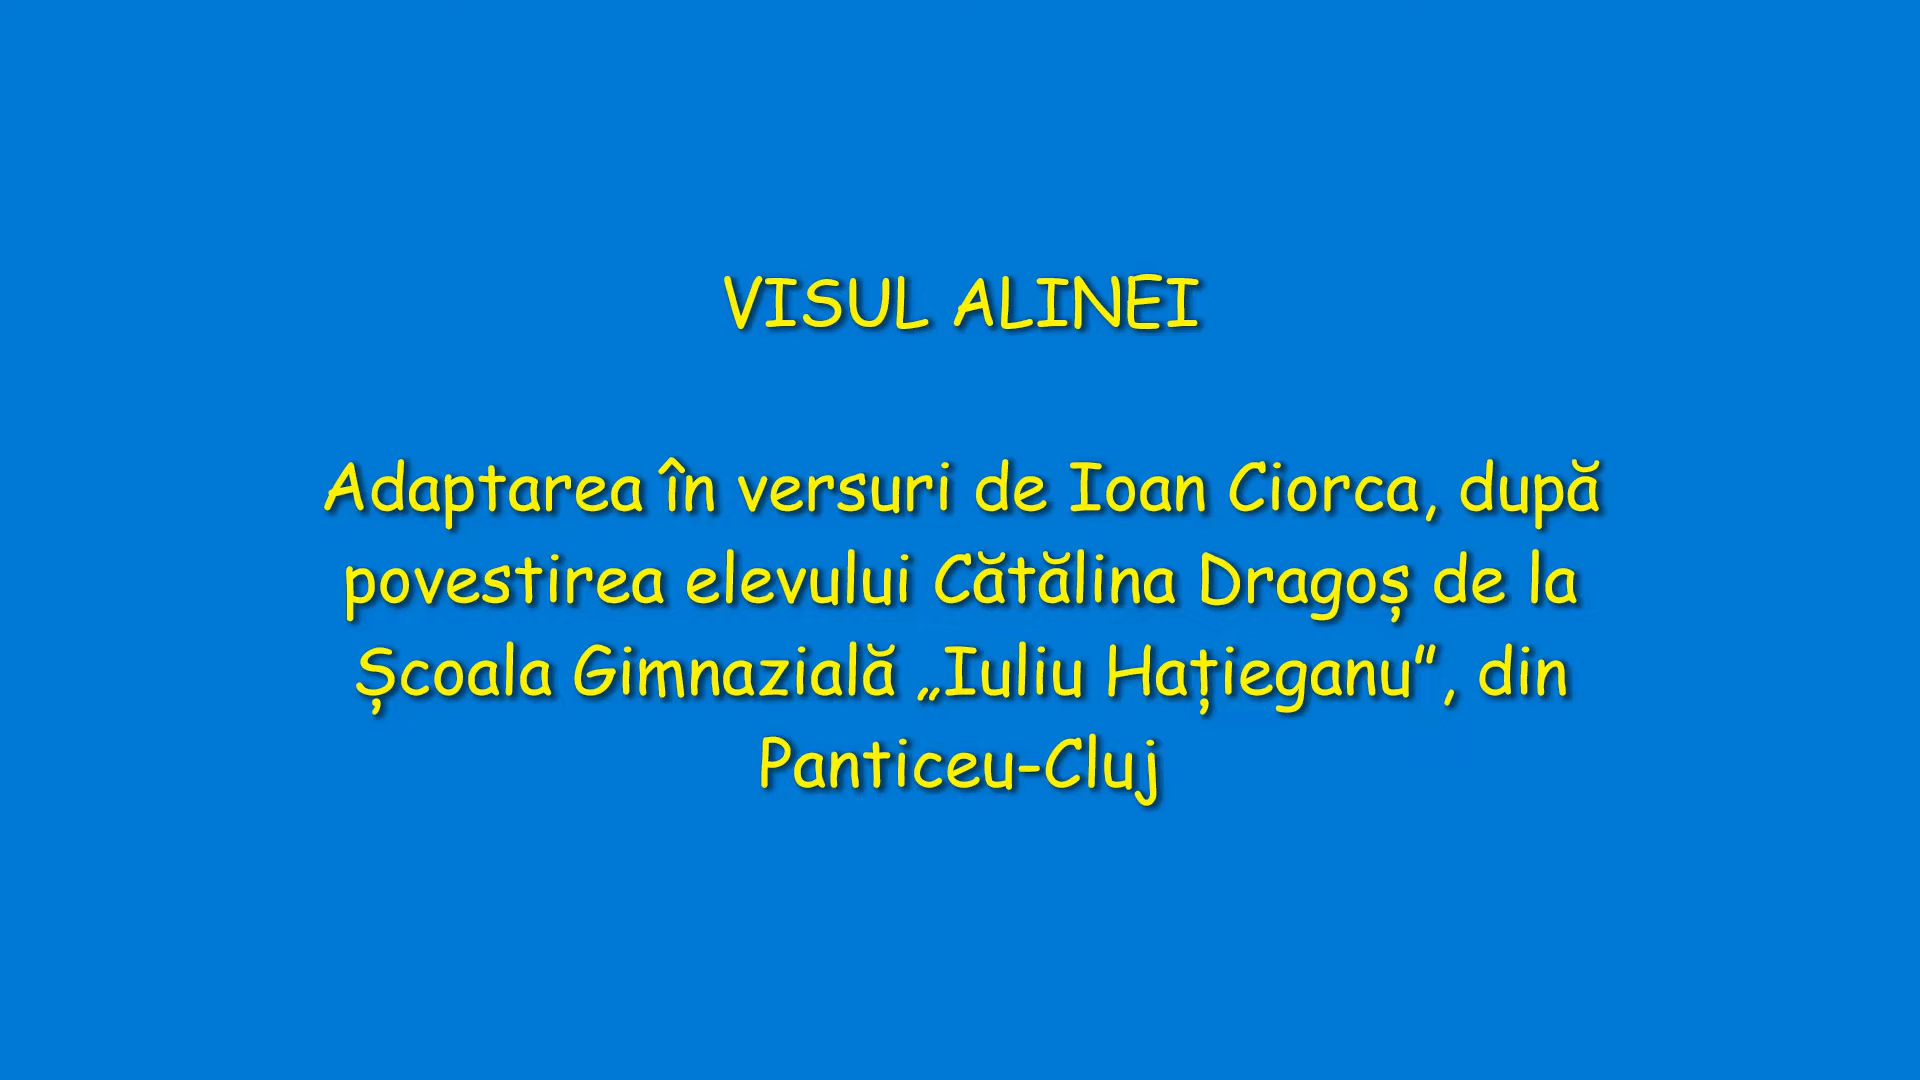 VISUL ALINEI
Adaptarea în versuri de Ioan Ciorca, după
povestirea elevului Cătălina Dragoș de la
Școala Gimnazială „Iuliu Hațieganu”, din
Panticeu-Cluj